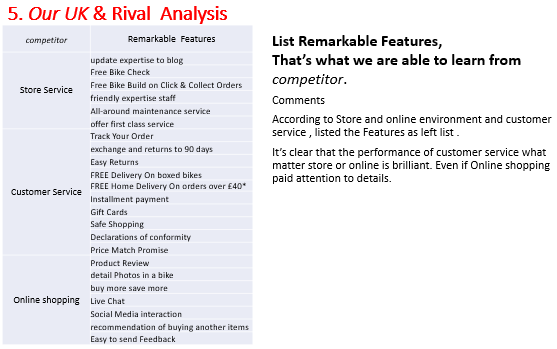 5. Our UK & Rival Analysis
competitor Remarkable Features
Store Service
update expertise to blog
Free Bike Check
Free Bike Build on Click & Collect Orders
friendly expertise staff
All-around maintenance service
offer first class service
Customer Service
Track Your Order
exchange and returns to 90 days
Easy Returns
FREE Delivery On boxed bikes
FREE Home Delivery On orders over £40*
Installment payment
Gift Cards
Safe Shopping
Declarations of conformity
Price Match Promise
Online shopping
Product Review
detail Photos in a bike
buy more save more
Live Chat
Social Media interaction
recommendation of buying another items
Easy to send Feedback
List Remarkable Features,
That’s what we are able to learn from
competitor.
Comments
According to Store and online environment and customer
service , listed the Features as left list .
It’s clear that the performance of customer service what
matter store or online is brilliant. Even if Online shopping
paid attention to details.